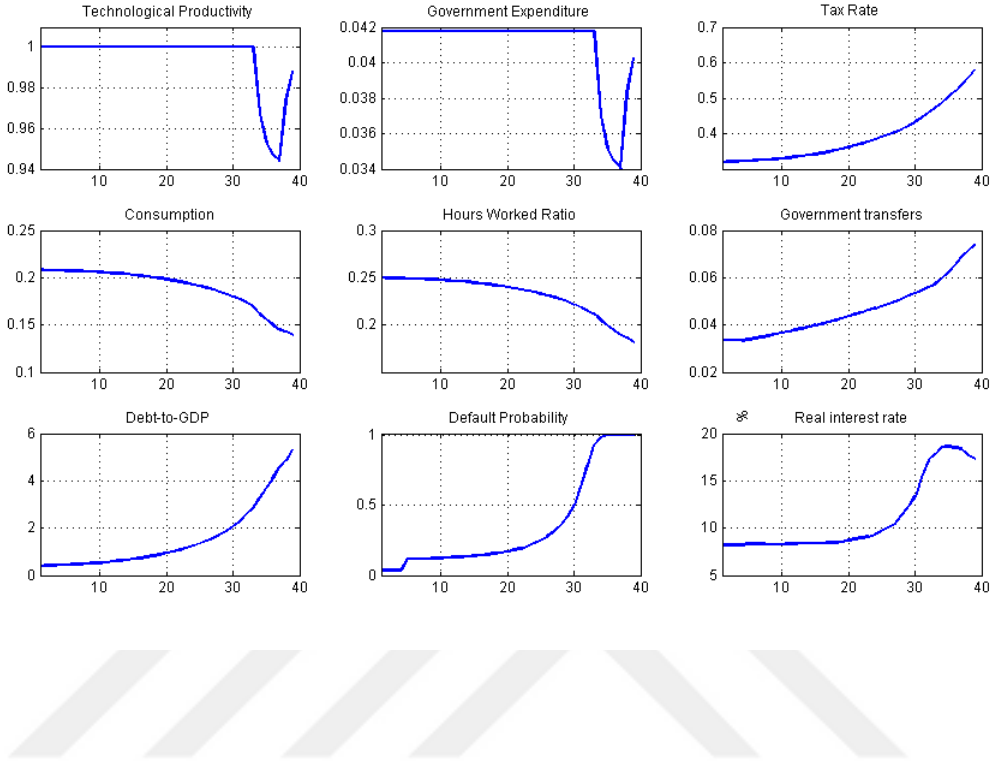 Technological Productivity
1
0.98
0.96
0.94
10 20 30 40
Government Expenditure
0.042
0.04
0.038
0.036
0.034
10 20 30 40
Tax Rate
0.7
0.6
0.5
0.4
10 20 30 40
Consumption
0.25
0.2
0.15
0.1
10 20 30 40
Hours Worked Ratio
0.3
0.25
0.2
10 20 30 40
Government transfers
0.08
0.06
0.04
0.02
10 20 30 40
Debt-to-GDP
6
4
2
0
10 20 30 40
Default Probability
1
0.5
0
10 20 30 40
% Real interest rate
20
15
10
5
10 20 30 40